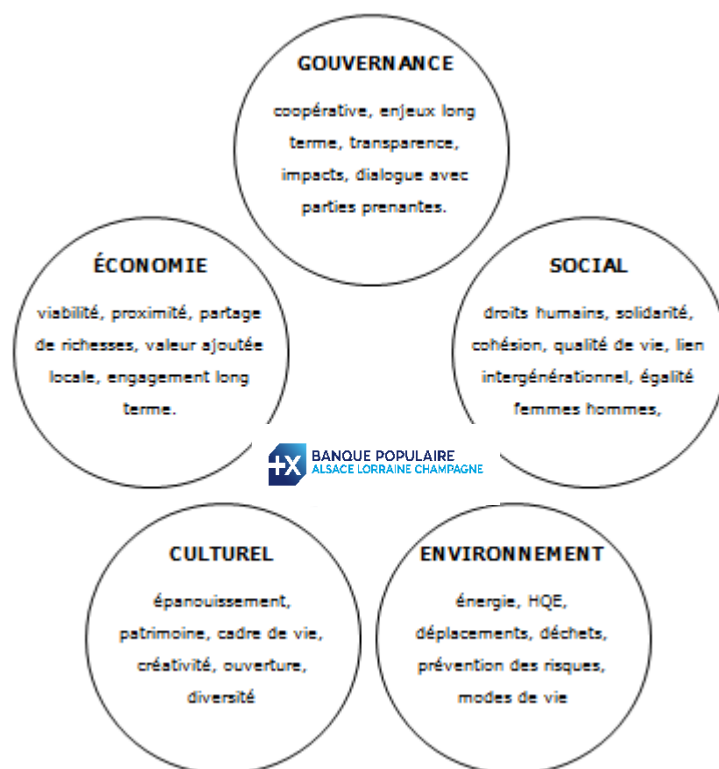 GOUVERNANCE
coopérative, enjeux long
terme, transparence,
impacts, dialogue avec
parties prenantes.
ÉCONOMIE
viabilité, proximité, partage
de richesses, valeur ajoutée
locale, engagement long
terme.
SOCIAL
droits humains, solidarité,
cohésion, qualité de vie, lien
intergénérationnel, égalité
femmes hommes,
+X BANQUE POPULAIRE
ALSACE LORRAINE CHAMPAGNE
CULTUREL
épanouissement,
patrimoine, cadre de vie,
créativité, ouverture,
diversité
ENVIRONNEMENT
énergie, HQE,
déplacements, déchets,
prévention des risques,
modes de vie